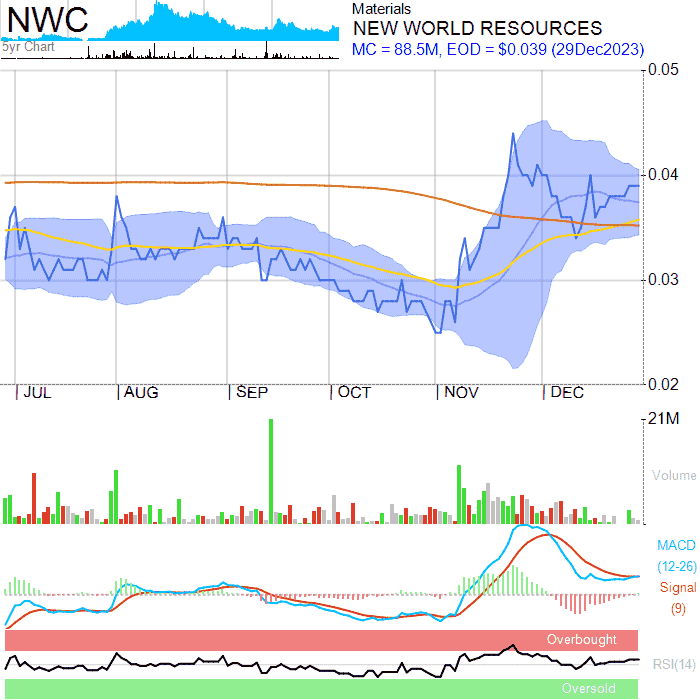 NWC
5yr Chart
Materials
NEW WORLD RESOURCES
MC = 88.5M, EOD = $0.039 (29Dec2023)
0.05
0.04
0.03
0.02
JUL AUG SEP OCT NOV DEC
21M
Volume
MACD
(12-26)
Signal
(9)
Overbought
RSI(14)
Oversold